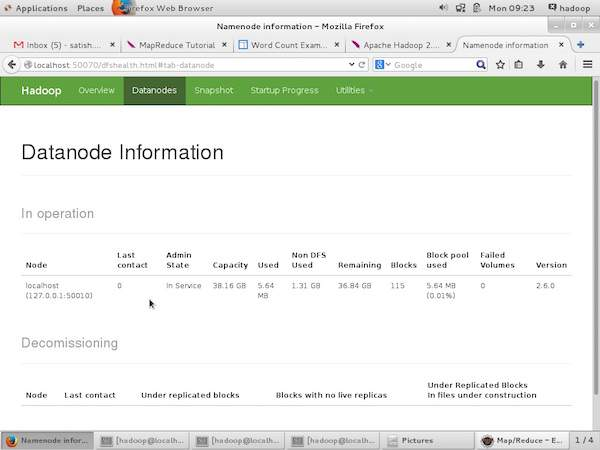 Applications Places Firefox Web Browser Mon 09:23 hadoop
Namenode information - Mozilla Firefox
Inbox (5) - satish.... MapReduce Tutorial Word Count Exam... Apache Hadoop 2.... Namenode information
localhost:50070/dfshealth.html#tab-datanode Google
Hadoop Overview Datanodes Snapshot Startup Progress Utilities
Datanode Information
In operation
Node Last contact Admin State Capacity Used Non DFS Used Remaining Blocks Block pool used Failed Volumes Version
localhost (127.0.0.1:50010) 0 In Service 38.16 GB 5.64 MB 1.31 GB 36.84 GB 115 5.64 MB (0.01%) 0 2.6.0
Decomissioning
Node Last contact Under replicated blocks Blocks with no live replicas Under Replicated Blocks In files under construction
Namenode infor... [hadoop@localh... [hadoop@localh... [hadoop@localh... Pictures Map/Reduce – E... 1 / 4